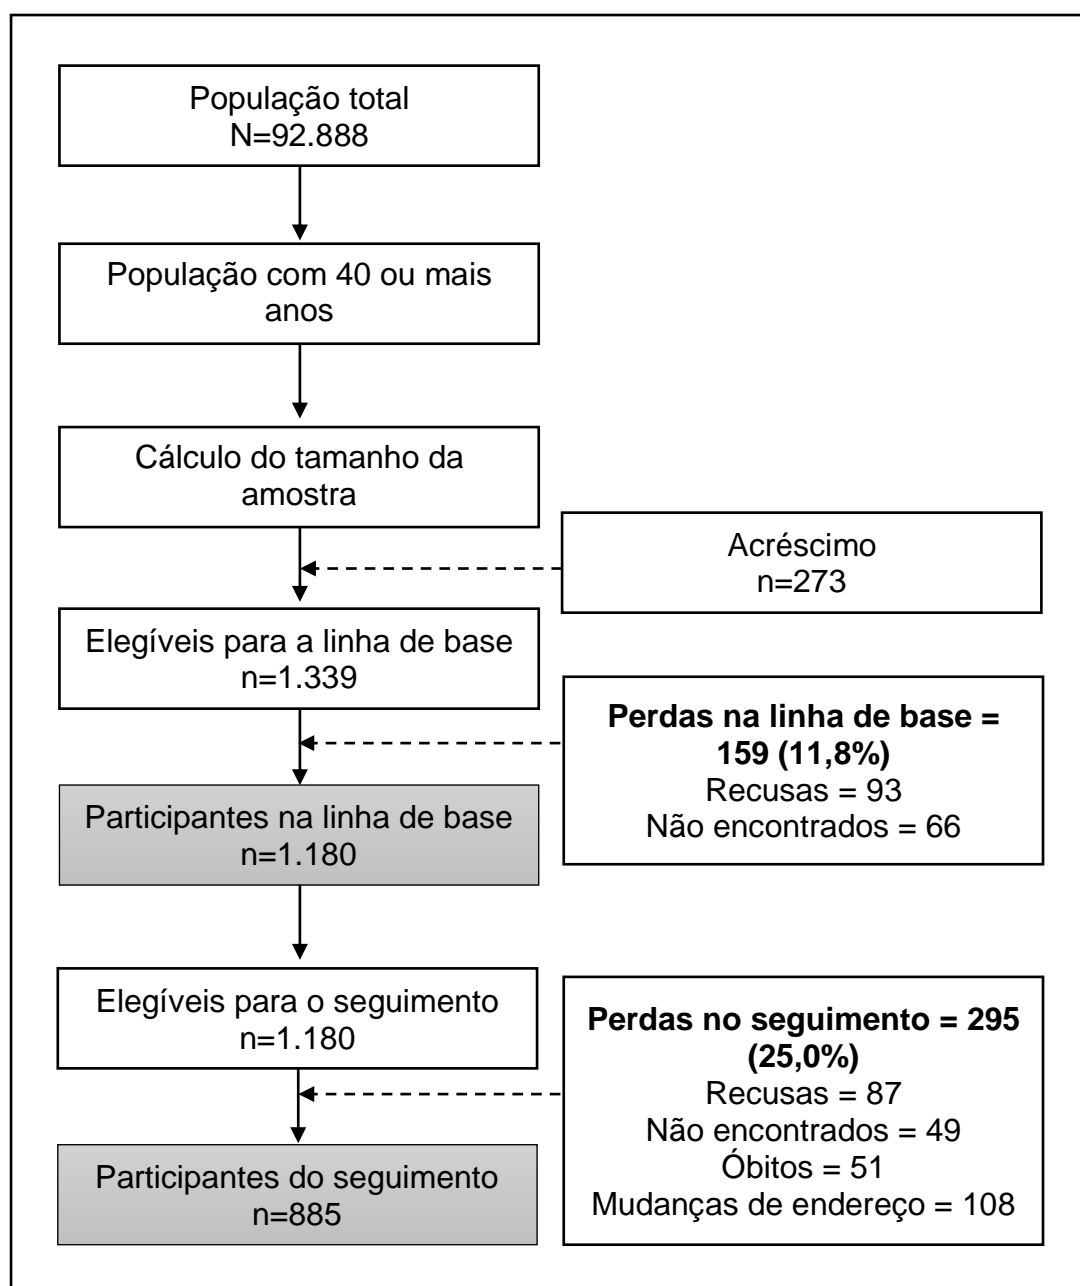 População total
N=92.888
População com 40 ou mais
anos
Cálculo do tamanho da
amostra
Acréscimo
n=273
Elegíveis para a linha de base
n=1.339
Perdas na linha de base =
159 (11,8%)
Recusas = 93
Não encontrados = 66
Participantes na linha de base
n=1.180
Elegíveis para o seguimento
n=1.180
Perdas no seguimento = 295
(25,0%)
Recusas = 87
Não encontrados = 49
Óbitos = 51
Mudanças de endereço = 108
Participantes do seguimento
n=885